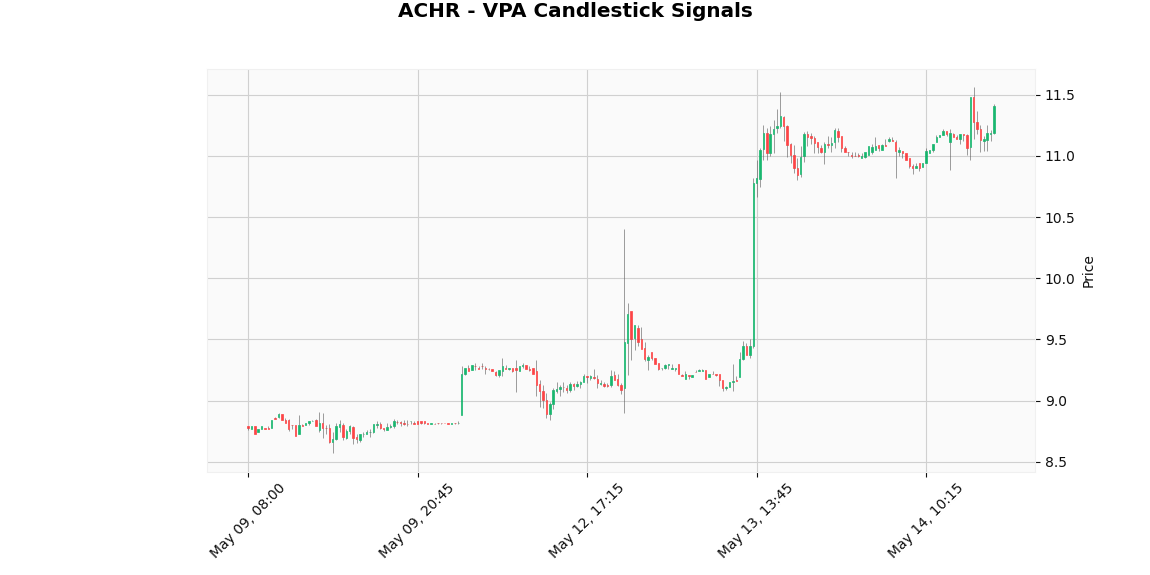 ACHR - VPA Candlestick Signals
11.5
11.0
10.5
10.0
9.5
9.0
8.5
Price
May 09, 08:00
May 09, 20:45
May 12, 17:15
May 13, 13:45
May 14, 10:15